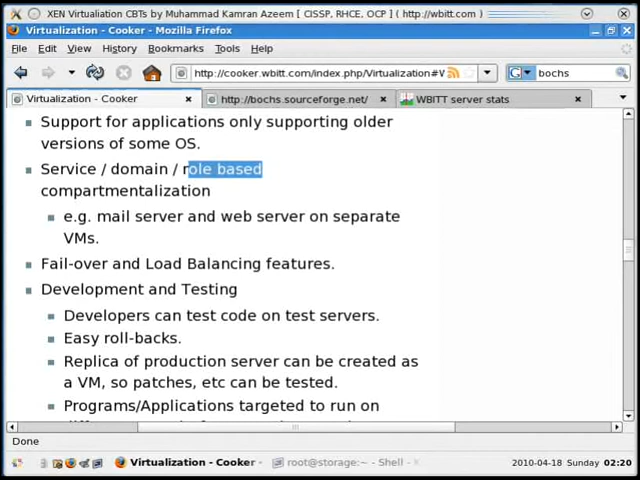 XEN Virtualiation CBTs by Muhammad Kamran Azeem [ CISSP, RHCE, OCP ] ( http://wbitt.com )
Virtualization - Cooker - Mozilla Firefox
File Edit View History Bookmarks Tools Help
http://cooker.wbitt.com/index.php/Virtualization#W bochs
Virtualization - Cooker http://bochs.sourceforge.net/ WBITT server stats
Support for applications only supporting older
versions of some OS.
Service / domain / role based
compartmentalization
e.g. mail server and web server on separate
VMs.
Fail-over and Load Balancing features.
Development and Testing
Developers can test code on test servers.
Easy roll-backs.
Replica of production server can be created as
a VM, so patches, etc can be tested.
Programs/Applications targeted to run on
Done
Virtualization - Cooker root@storage:~ - Shell - 2010-04-18 Sunday 02:20